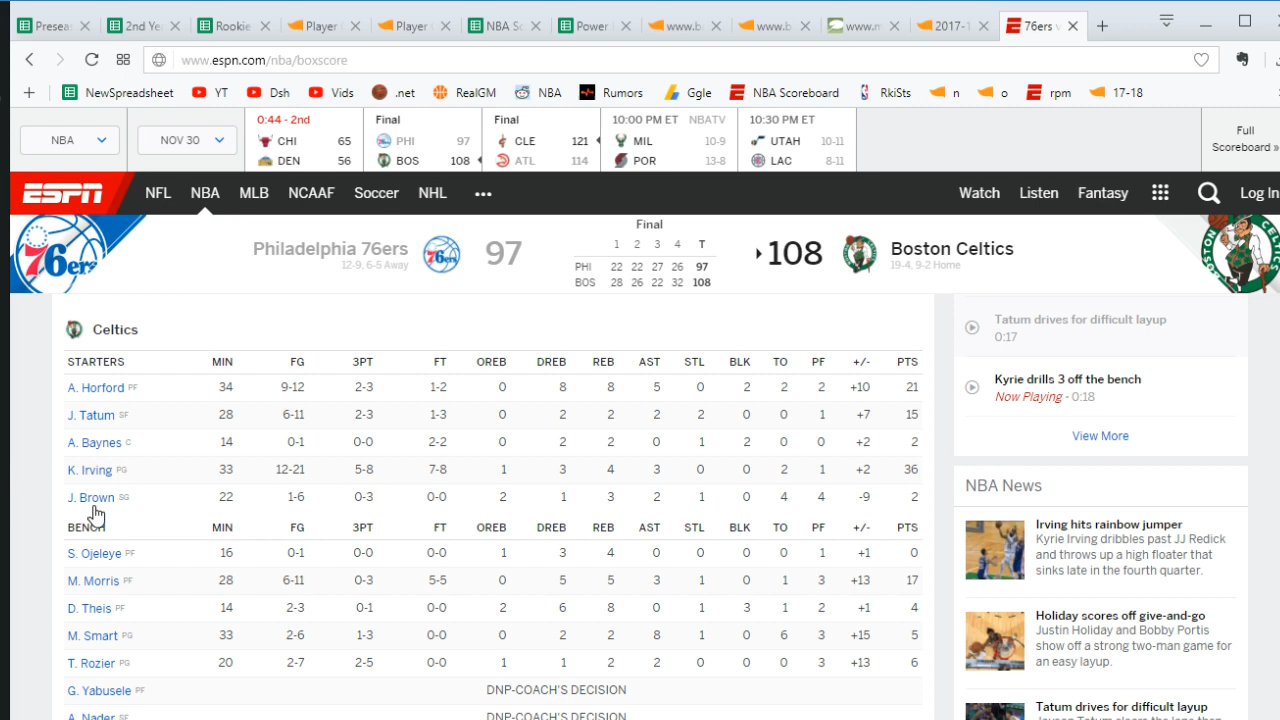 Preseas
2nd Ye
Rookie
Player
Player
NBA Sc
Power
www.b
www.b
www.m
2017-1
76ers v
www.espn.com/nba/boxscore
NewSpreadsheet YT Dsh Vids .net RealGM NBA Rumors Ggle NBA Scoreboard RkiSts n o rpm 17-18
NBA
NOV 30
0:44 - 2nd
CHI 65
DEN 56
Final
PHI 97
BOS 108
Final
CLE 121
ATL 114
10:00 PM ET NBATV
MIL 10-9
POR 13-8
10:30 PM ET
UTAH 10-11
LAC 8-11
Full
Scoreboard »
ESPN NFL NBA MLB NCAAF Soccer NHL ••• Watch Listen Fantasy Log In
76ers
Philadelphia 76ers
12-9, 6-5 Away
76ers
97
Final
1 2 3 4 T
PHI 22 22 27 26 97
BOS 28 26 22 32 108
108
Boston Celtics
19-4, 9-2 Home
BOSTON CELTICS
Celtics
STARTERS MIN FG 3PT FT OREB DREB REB AST STL BLK TO PF +/- PTS
A. Horford PF 34 9-12 2-3 1-2 0 8 8 5 0 2 2 2 +10 21
J. Tatum SF 28 6-11 2-3 1-3 0 2 2 2 2 0 0 1 +7 15
A. Baynes C 14 0-1 0-0 2-2 0 2 2 0 1 2 0 0 +2 2
K. Irving PG 33 12-21 5-8 7-8 1 3 4 3 0 0 2 1 +2 36
J. Brown SG 22 1-6 0-3 0-0 2 1 3 2 1 0 4 4 -9 2
BENCH MIN FG 3PT FT OREB DREB REB AST STL BLK TO PF +/- PTS
S. Ojeleye PF 16 0-1 0-0 0-0 1 3 4 0 0 0 0 1 +1 0
M. Morris PF 28 6-11 0-3 5-5 0 5 5 3 1 0 1 3 +13 17
D. Theis PF 14 2-3 0-1 0-0 2 6 8 0 1 3 1 2 +1 4
M. Smart PG 33 2-6 1-3 0-0 0 2 2 8 1 0 6 3 +15 5
T. Rozier PG 20 2-7 2-5 0-0 1 1 2 2 0 0 0 3 +13 6
G. Yabusele PF DNP-COACH'S DECISION
A. Nader SF DNP-COACH'S DECISION
Tatum drives for difficult layup
0:17
Kyrie drills 3 off the bench
Now Playing - 0:18
View More
NBA News
Irving hits rainbow jumper
Kyrie Irving dribbles past JJ Redick
and throws up a high floater that
sinks late in the fourth quarter.
Holiday scores off give-and-go
Justin Holiday and Bobby Portis
show off a strong two-man game for
an easy layup.
Tatum drives for difficult layup